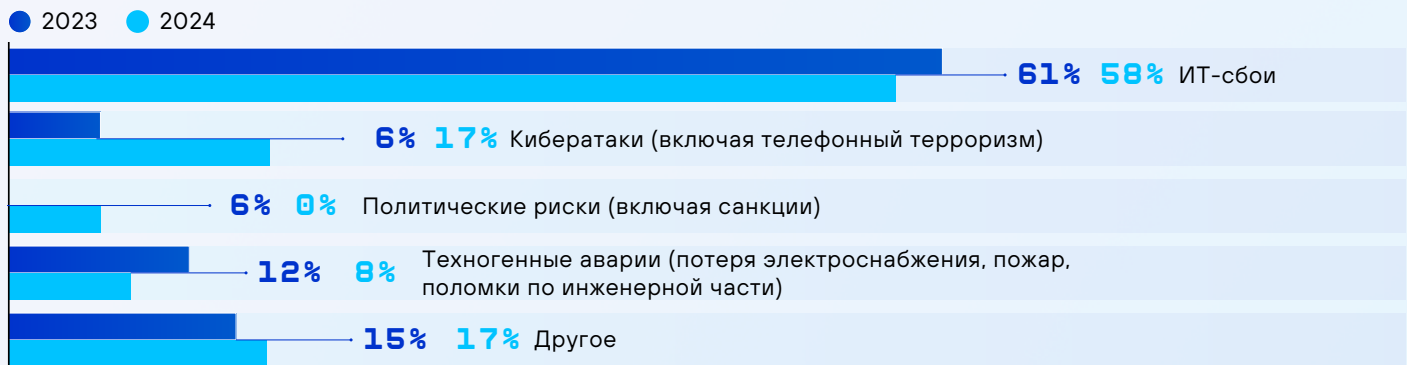 2023 2024
61% 58% ИТ-сбои
6% 17% Кибератаки (включая телефонный терроризм)
6% 0% Политические риски (включая санкции)
12% 8% Техногенные аварии (потеря электроснабжения, пожар,
поломки по инженерной части)
15% 17% Другое